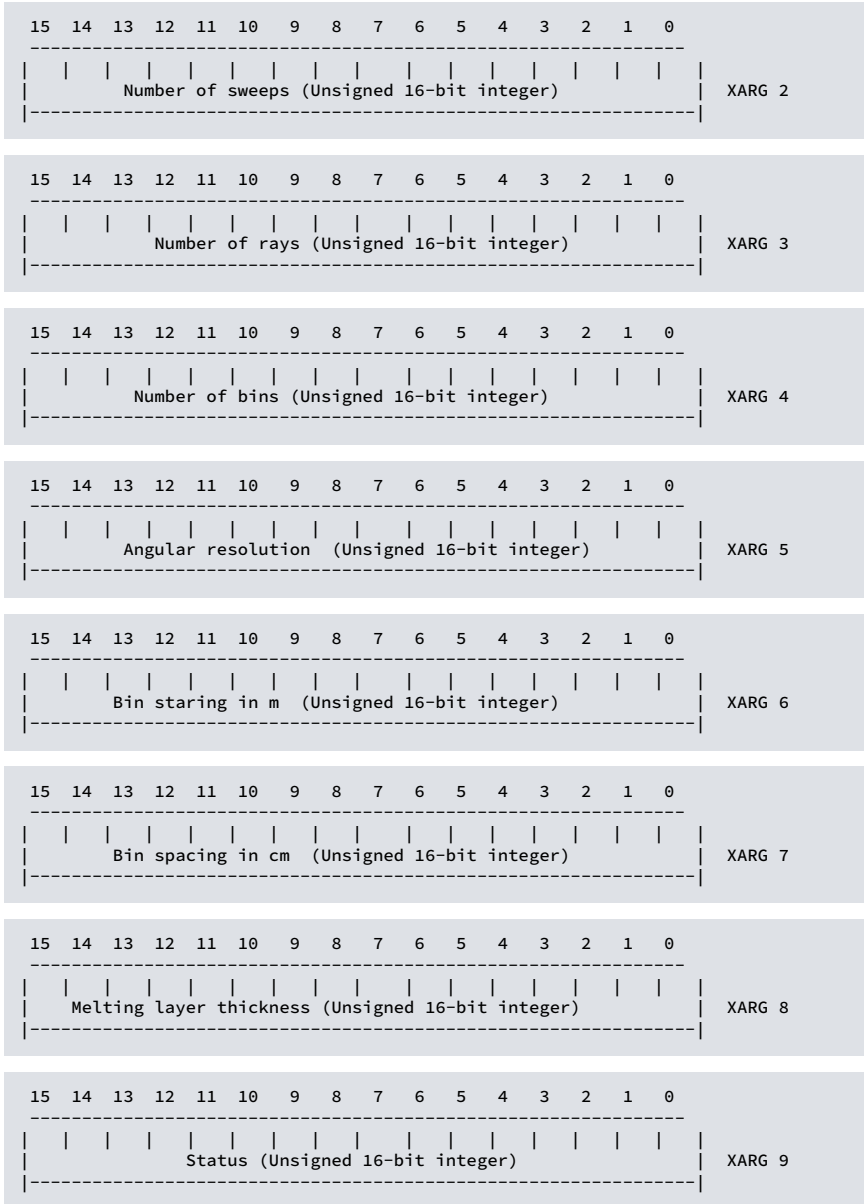 15 14 13 12 11 10 9 8 7 6 5 4 3 2 1 0
----------------------------------------------------------------
| | | | | | | | | | | | | | | | |
| Number of sweeps (Unsigned 16-bit integer) | XARG 2
|----------------------------------------------------------------|
15 14 13 12 11 10 9 8 7 6 5 4 3 2 1 0
----------------------------------------------------------------
| | | | | | | | | | | | | | | | |
| Number of rays (Unsigned 16-bit integer) | XARG 3
|----------------------------------------------------------------|
15 14 13 12 11 10 9 8 7 6 5 4 3 2 1 0
----------------------------------------------------------------
| | | | | | | | | | | | | | | | |
| Number of bins (Unsigned 16-bit integer) | XARG 4
|----------------------------------------------------------------|
15 14 13 12 11 10 9 8 7 6 5 4 3 2 1 0
----------------------------------------------------------------
| | | | | | | | | | | | | | | | |
| Angular resolution (Unsigned 16-bit integer) | XARG 5
|----------------------------------------------------------------|
15 14 13 12 11 10 9 8 7 6 5 4 3 2 1 0
----------------------------------------------------------------
| | | | | | | | | | | | | | | | |
| Bin staring in m (Unsigned 16-bit integer) | XARG 6
|----------------------------------------------------------------|
15 14 13 12 11 10 9 8 7 6 5 4 3 2 1 0
----------------------------------------------------------------
| | | | | | | | | | | | | | | | |
| Bin spacing in cm (Unsigned 16-bit integer) | XARG 7
|----------------------------------------------------------------|
15 14 13 12 11 10 9 8 7 6 5 4 3 2 1 0
----------------------------------------------------------------
| | | | | | | | | | | | | | | | |
| Melting layer thickness (Unsigned 16-bit integer) | XARG 8
|----------------------------------------------------------------|
15 14 13 12 11 10 9 8 7 6 5 4 3 2 1 0
----------------------------------------------------------------
| | | | | | | | | | | | | | | | |
| Status (Unsigned 16-bit integer) | XARG 9
|----------------------------------------------------------------|